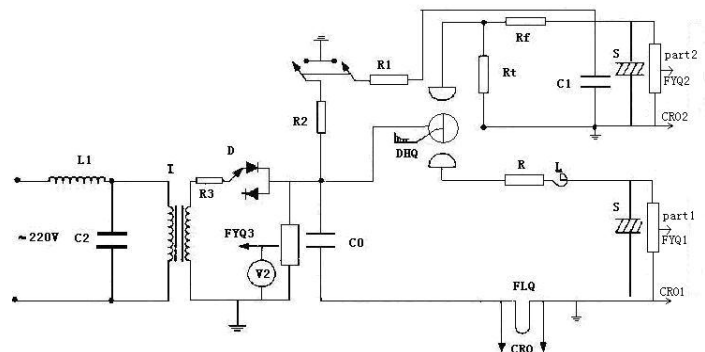 R1
Rf
S
part2
FYQ2
Rt
C1
CRO2
R2
DHQ
L1
I
D
R3
R
L
S
part1
FYQ1
~220V
C2
FYQ3
V2
C0
CRO1
FLQ
CRO